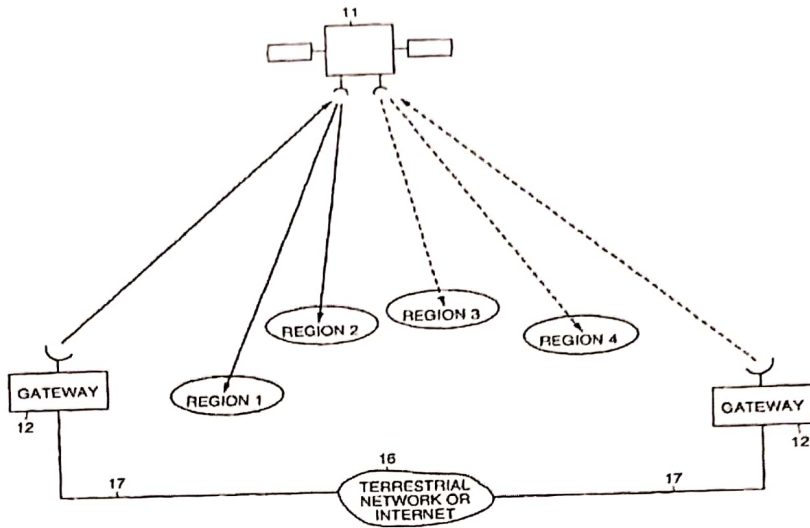 11
REGION 3
REGION 2
REGION 4
GATEWAY
REGION 1
GATEWAY
12
12
16
17
TERRESTRIAL
NETWORK OR
INTERNET
17